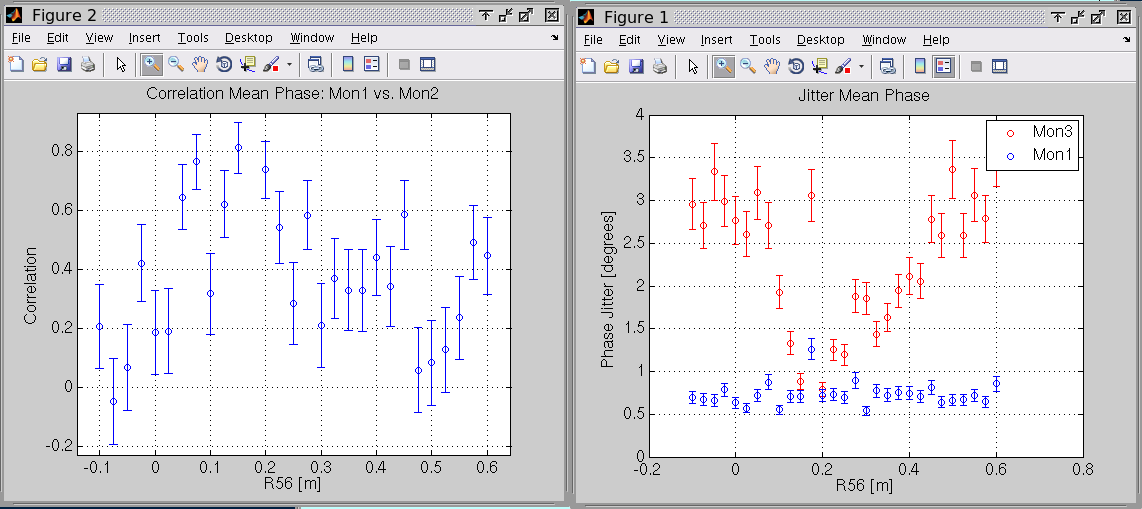 Figure 2
File Edit View Insert Tools Desktop Window Help
Correlation Mean Phase: Mon1 vs. Mon2
Correlation
0.8
0.6
0.4
0.2
0
-0.2
-0.1 0 0.1 0.2 0.3 0.4 0.5 0.6
R56 [m]
Figure 1
File Edit View Insert Tools Desktop Window Help
Jitter Mean Phase
Mon3
Mon1
Phase Jitter [degrees]
4
3.5
3
2.5
2
1.5
1
0.5
0
-0.2 0 0.2 0.4 0.6 0.8
R56 [m]